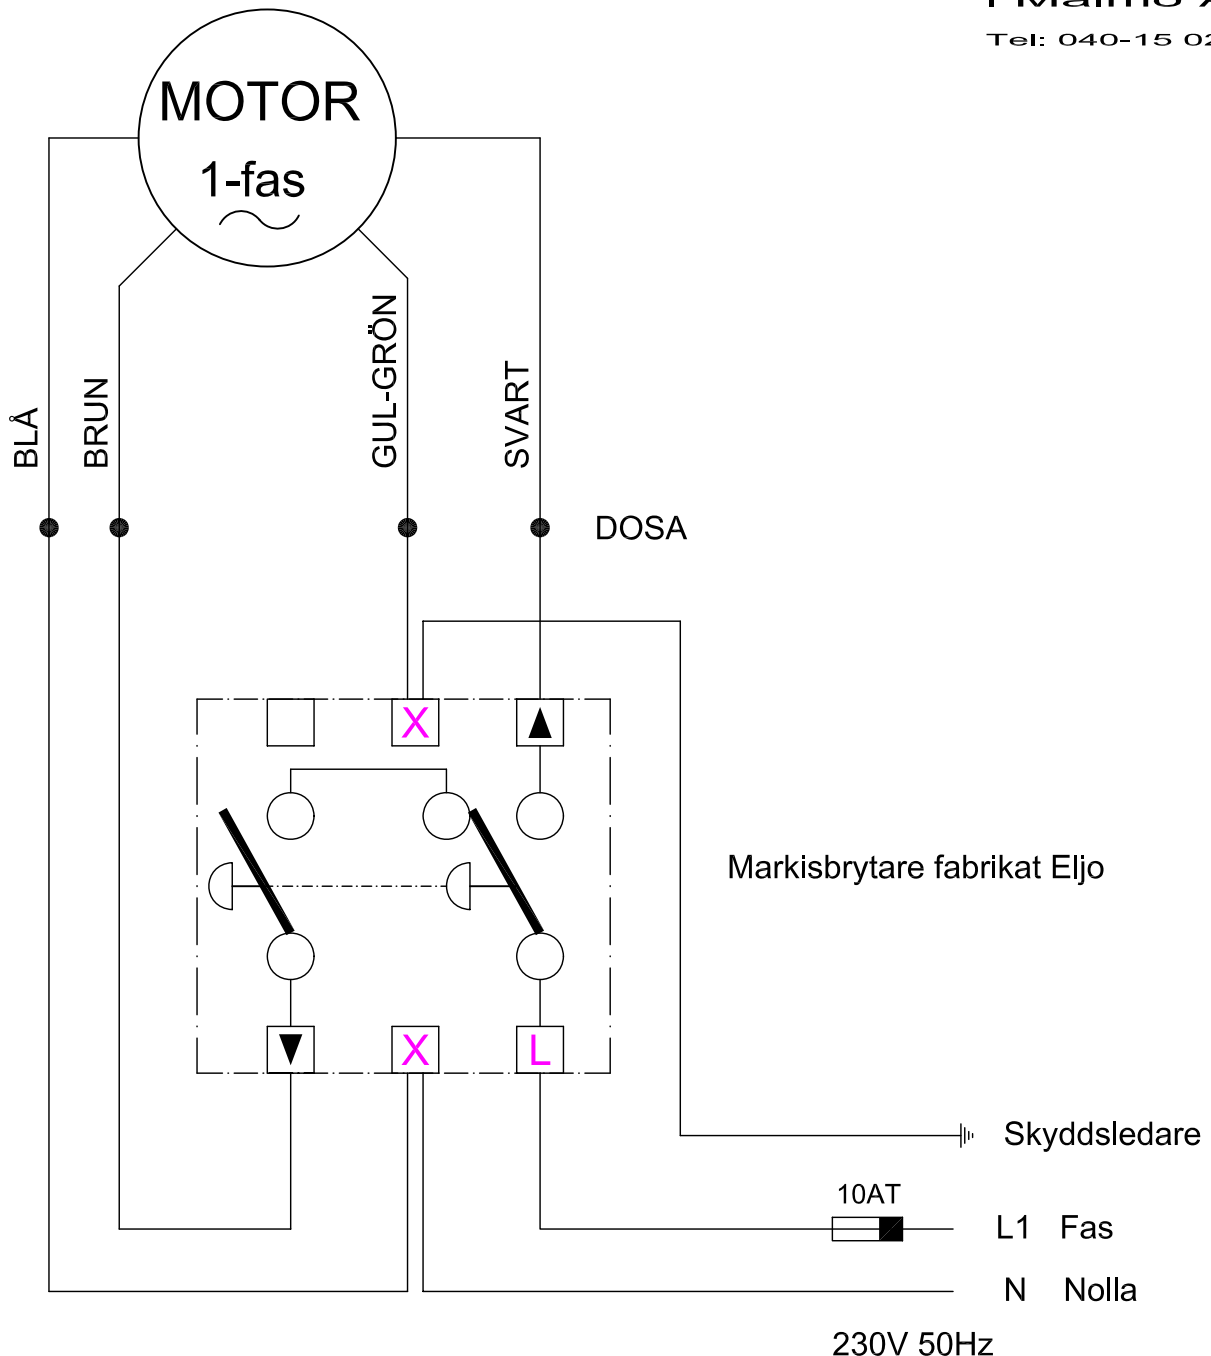 Tel: 040-15
MOTOR
1-fas
BLÅ
BRUN
GUL-GRÖN
SVART
DOSA
X
Markisbrytare fabrikat Eljo
X
L
Skyddsledare
10AT
L1 Fas
N Nolla
230V 50Hz